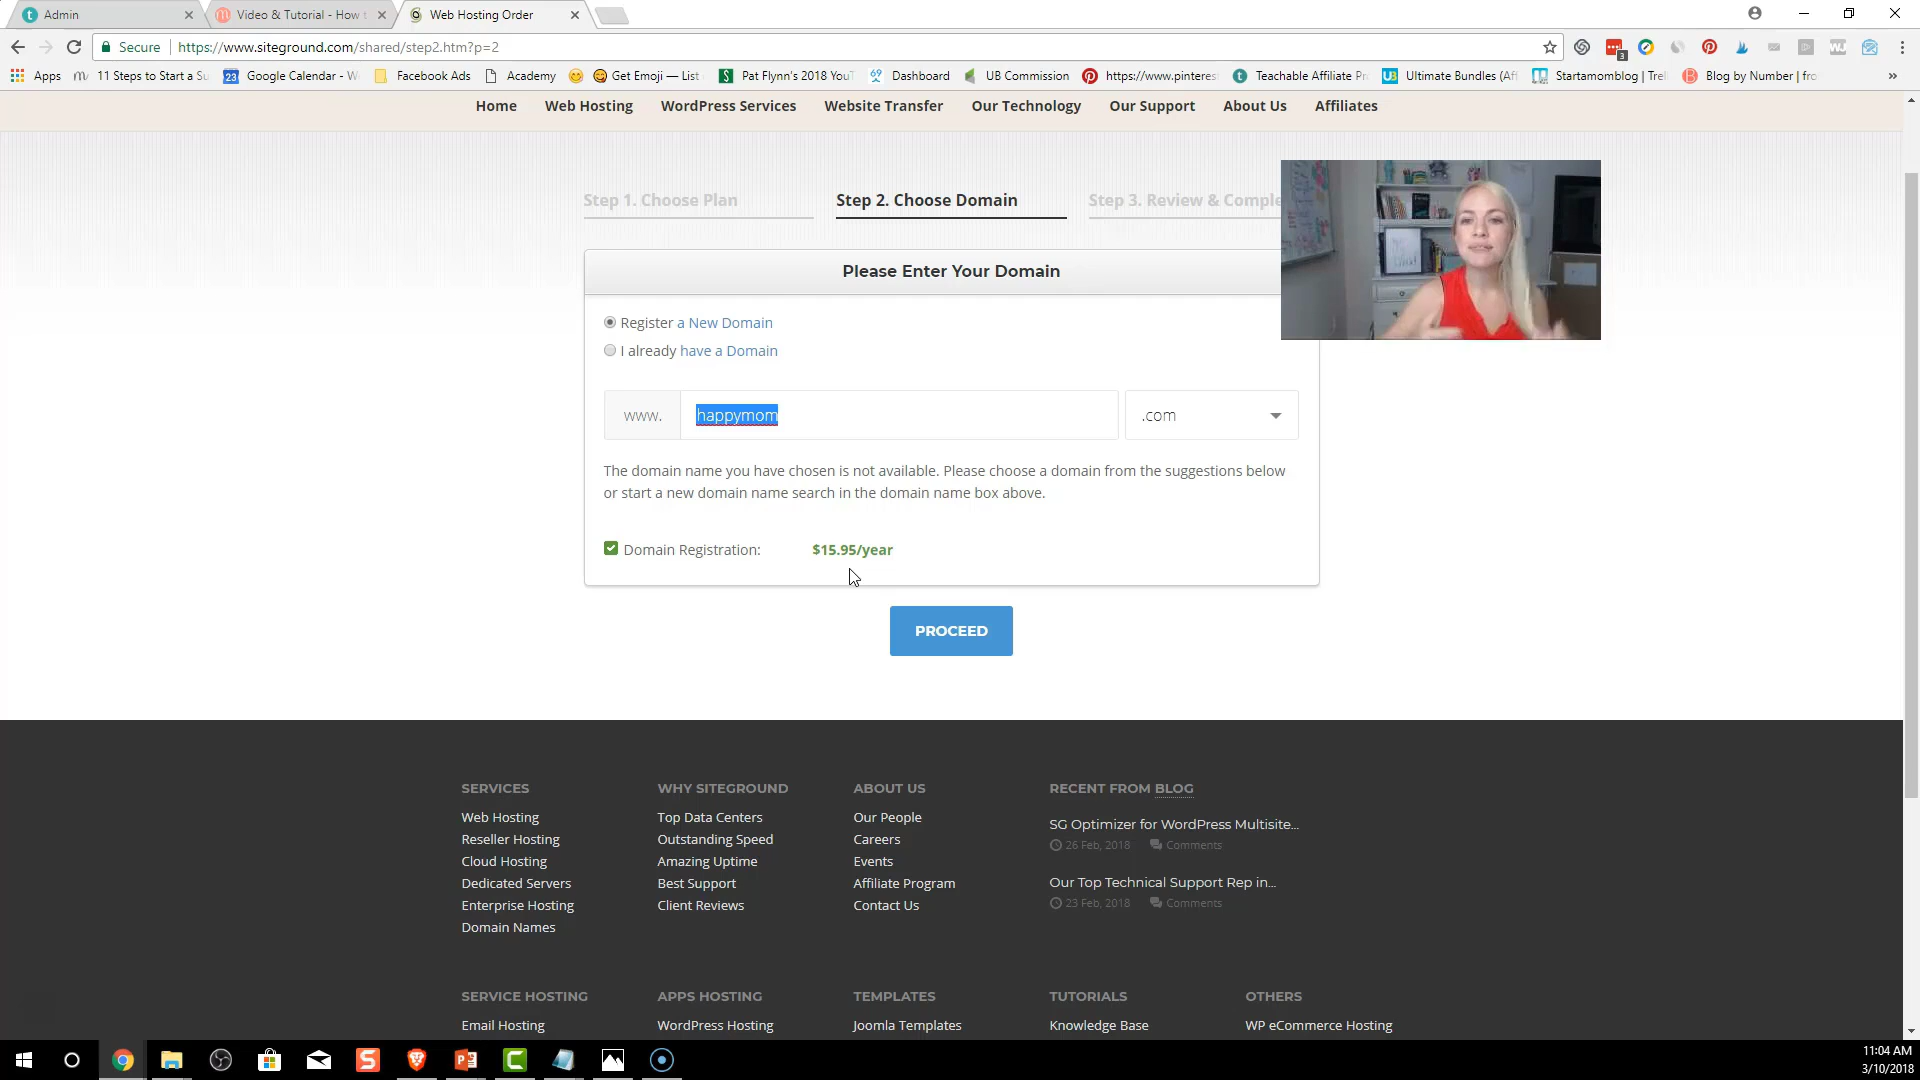 Admin
Video & Tutorial - How t
Web Hosting Order
Secure
https://www.siteground.com/shared/step2.htm?p=2
3
Apps
11 Steps to Start a Su
23
Google Calendar - W
Facebook Ads
Academy
Get Emoji — List
Pat Flynn's 2018 YouT
Dashboard
UB Commission
https://www.pinteres
Teachable Affiliate Pr
Ultimate Bundles (Aff
Startamomblog | Trel
Blog by Number | fro
Home
Web Hosting
WordPress Services
Website Transfer
Our Technology
Our Support
About Us
Affiliates
Step 1. Choose Plan
Step 2. Choose Domain
Step 3. Review & Comple
Please Enter Your Domain
Register a New Domain
I already have a Domain
www.
happymom
.com
The domain name you have chosen is not available. Please choose a domain from the suggestions below
or start a new domain name search in the domain name box above.
Domain Registration:
$15.95/year
PROCEED
SERVICES
Web Hosting
Reseller Hosting
Cloud Hosting
Dedicated Servers
Enterprise Hosting
Domain Names
WHY SITEGROUND
Top Data Centers
Outstanding Speed
Amazing Uptime
Best Support
Client Reviews
ABOUT US
Our People
Careers
Events
Affiliate Program
Contact Us
RECENT FROM BLOG
SG Optimizer for WordPress Multisite...
26 Feb, 2018
Comments
Our Top Technical Support Rep in...
23 Feb, 2018
Comments
SERVICE HOSTING
Email Hosting
APPS HOSTING
WordPress Hosting
TEMPLATES
Joomla Templates
TUTORIALS
Knowledge Base
OTHERS
WP eCommerce Hosting
11:04 AM
3/10/2018